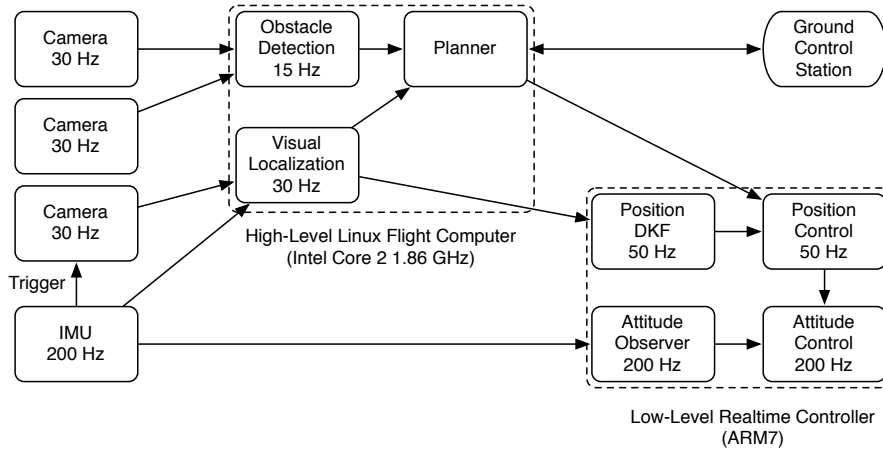 Camera
30 Hz
Obstacle
Detection
15 Hz
Planner
Ground
Control
Station
Camera
30 Hz
Visual
Localization
30 Hz
Camera
30 Hz
High-Level Linux Flight Computer
(Intel Core 2 1.86 GHz)
Position
DKF
50 Hz
Position
Control
50 Hz
Trigger
IMU
200 Hz
Attitude
Observer
200 Hz
Attitude
Control
200 Hz
Low-Level Realtime Controller
(ARM7)